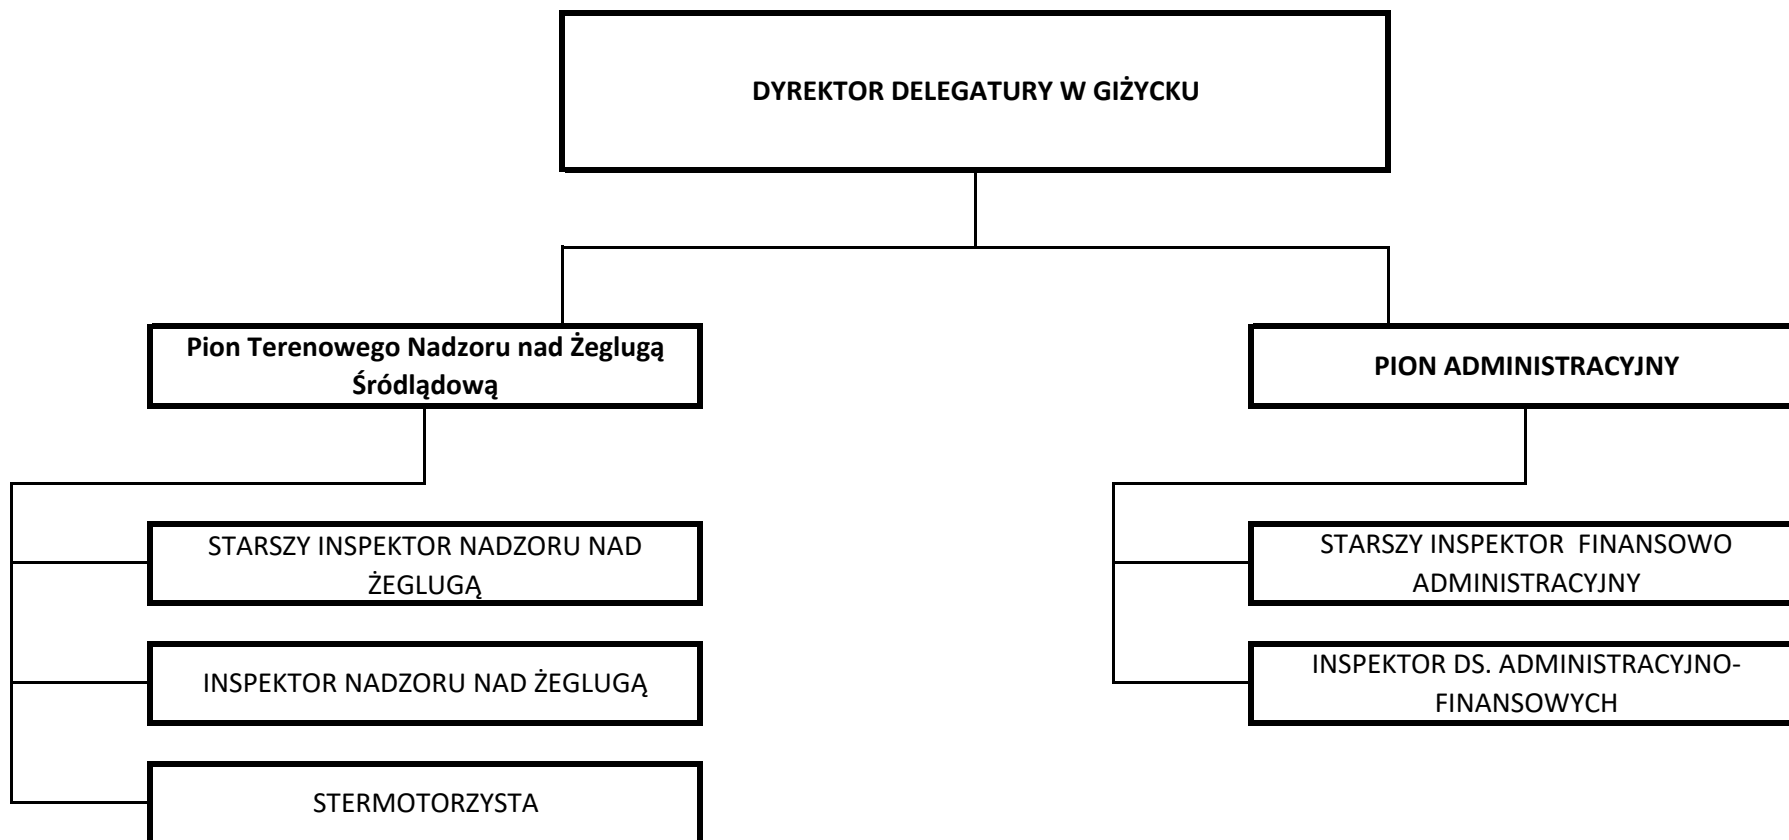 DYREKTOR DELEGATURY W GIŻYCKU
Pion Terenowego Nadzoru nad Żeglugą
Śródlądową
PION ADMINISTRACYJNY
STARSZY INSPEKTOR NADZORU NAD
ŻEGLUGĄ
INSPEKTOR NADZORU NAD ŻEGLUGĄ
STERMOTORZYSTA
STARSZY INSPEKTOR  FINANSOWO
ADMINISTRACYJNY
INSPEKTOR DS. ADMINISTRACYJNO-
FINANSOWYCH